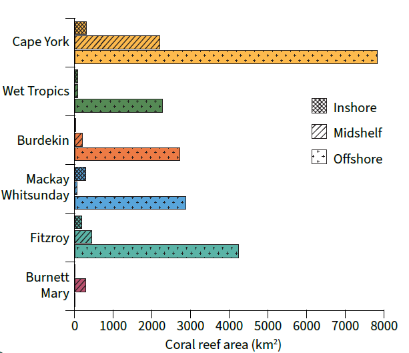 Cape York
Wet Tropics
Burdekin
Mackay
Whitsunday
Fitzroy
Burnett
Mary
Inshore
Midshelf
Offshore
0 1000 2000 3000 4000 5000 6000 7000 8000
Coral reef area (km²)